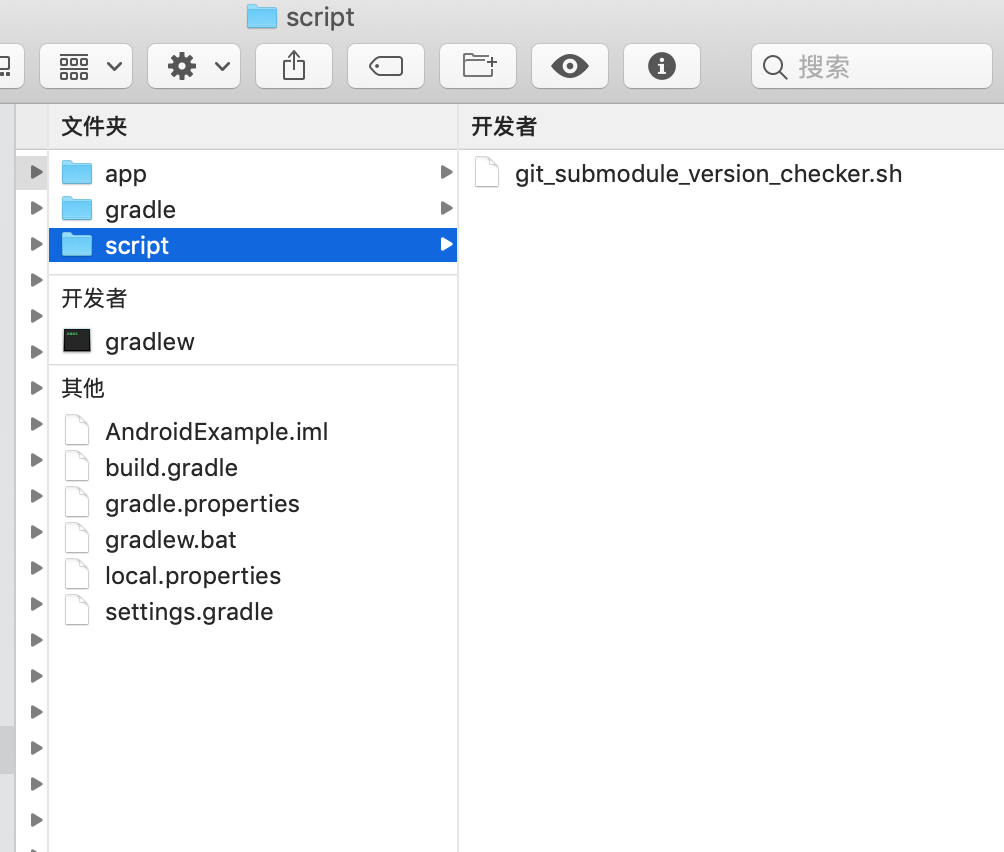 script
搜索
文件夹
app
gradle
script
开发者
gradlew
其他
AndroidExample.iml
build.gradle
gradle.properties
gradlew.bat
local.properties
settings.gradle
开发者
git_submodule_version_checker.sh